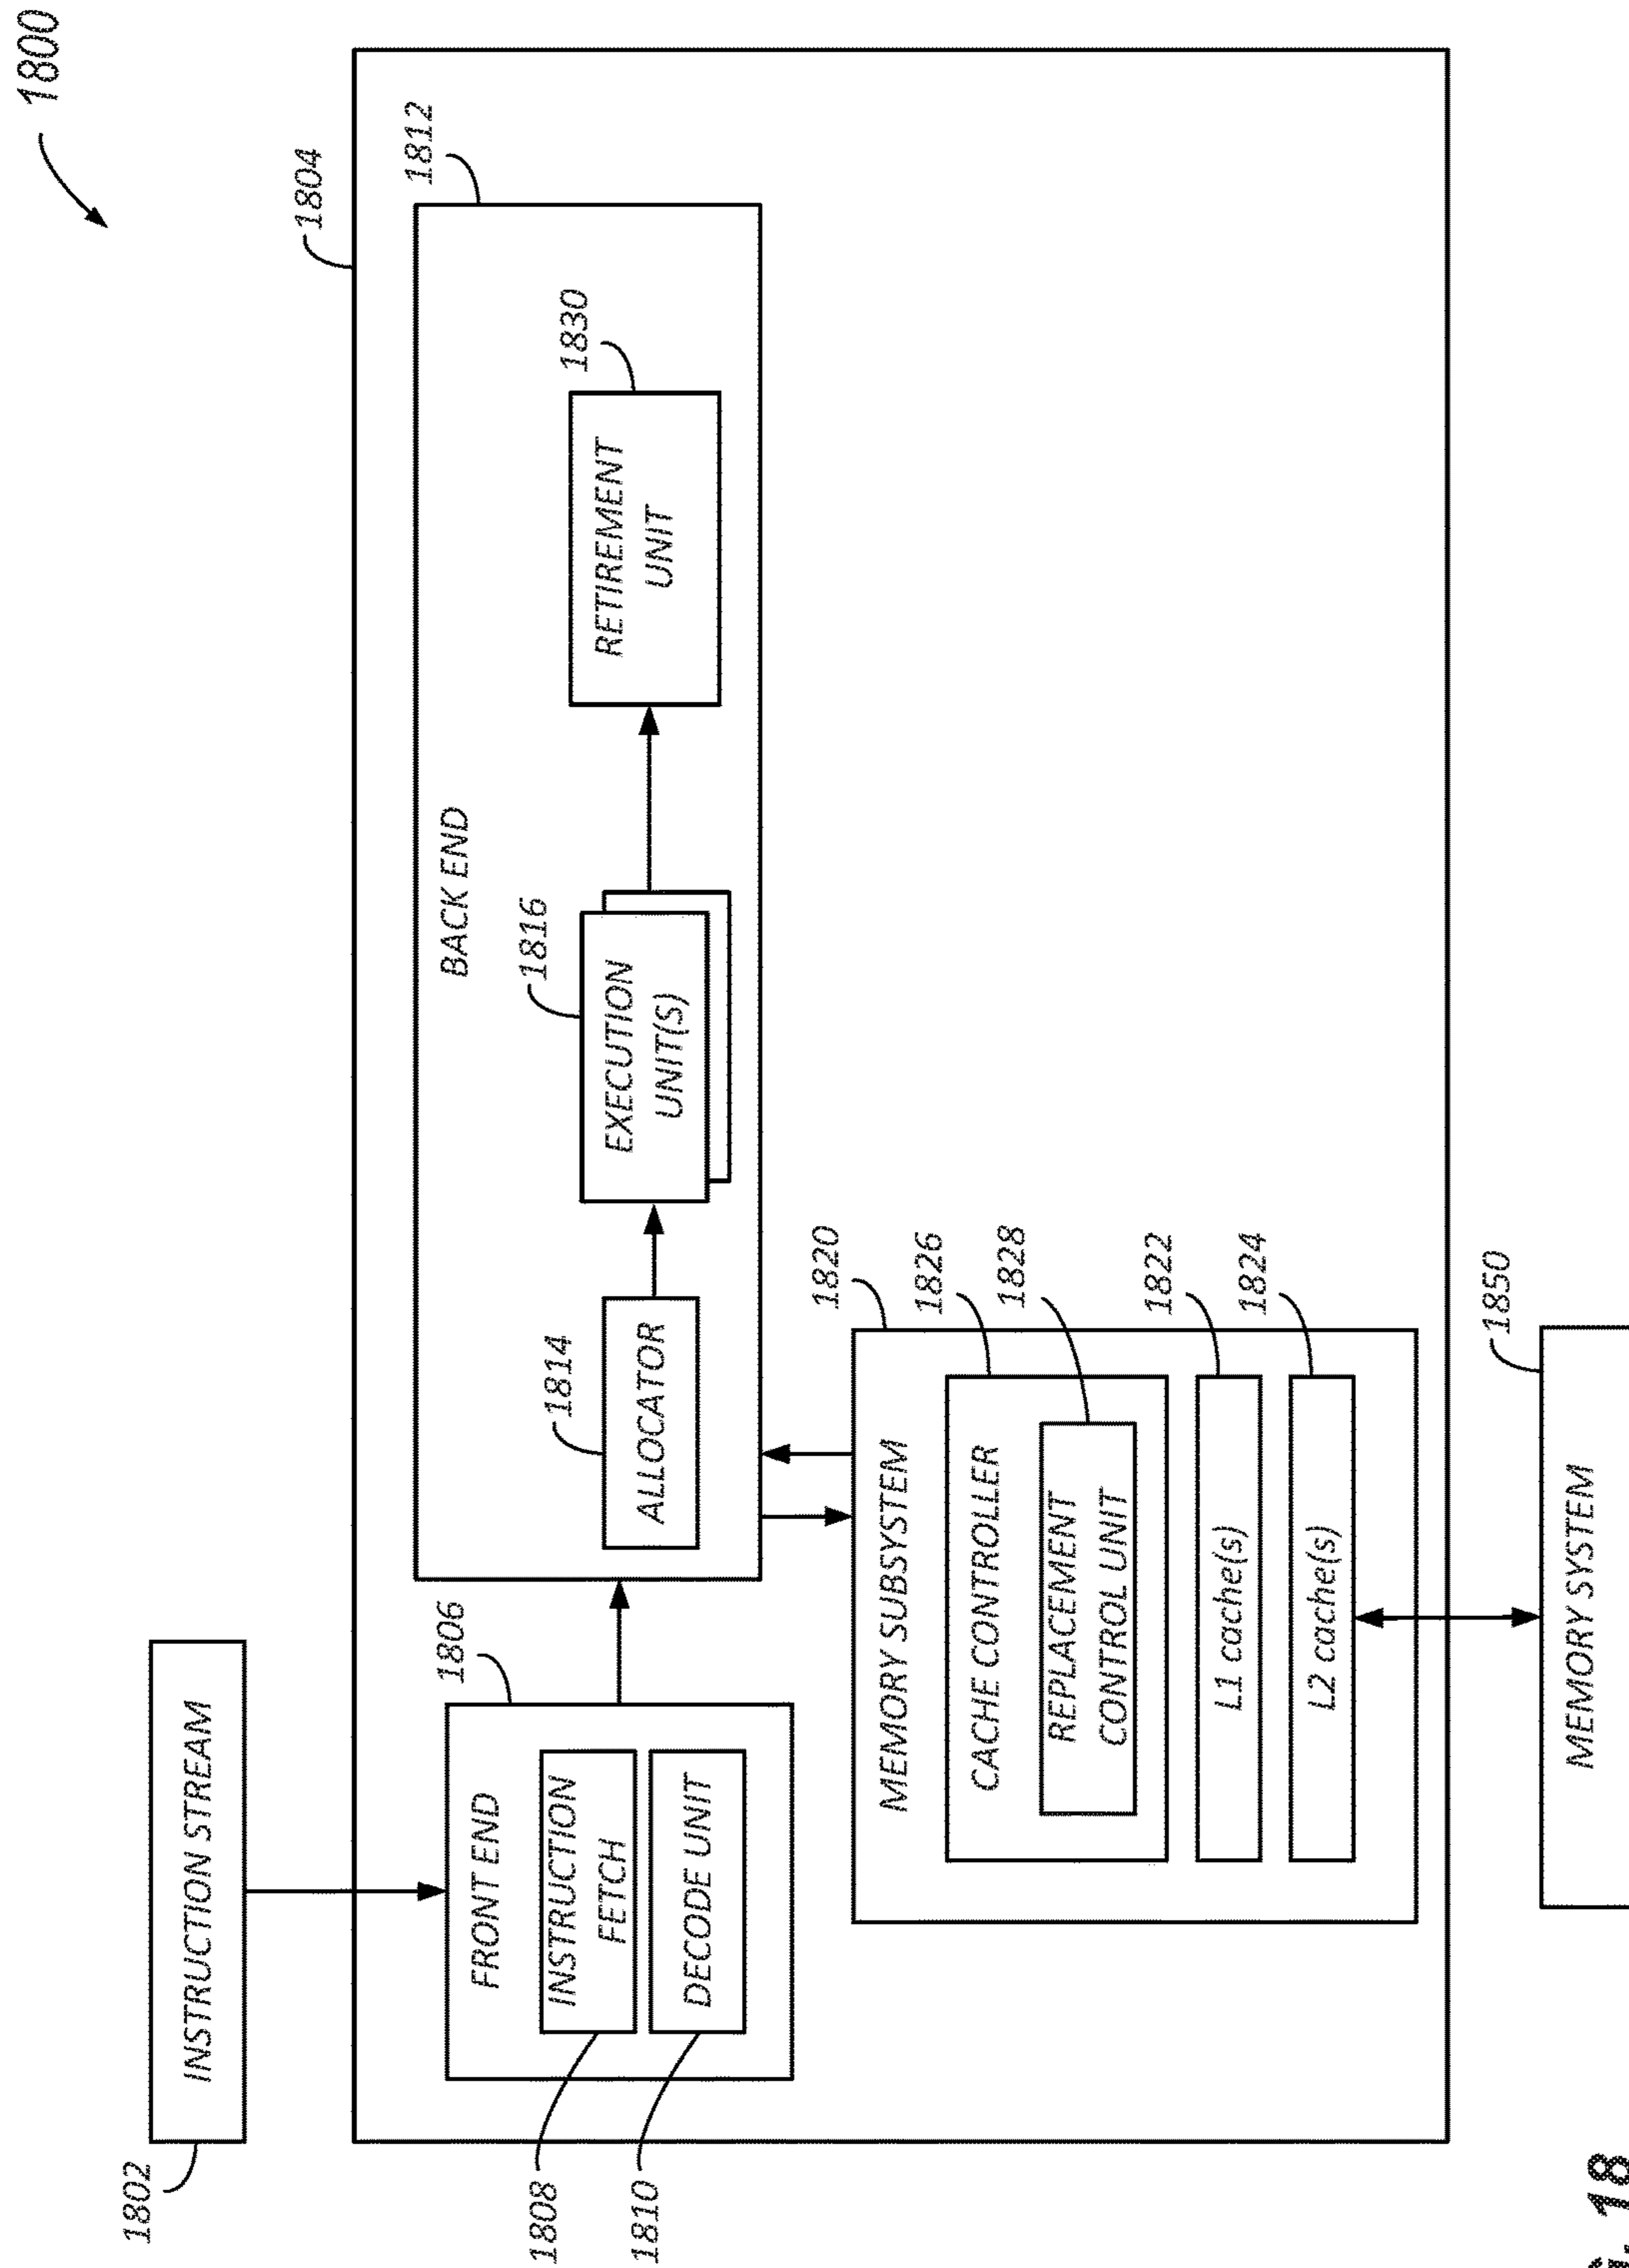 1800
INSTRUCTION STREAM
1802
1804
FRONT END
1806
INSTRUCTION
FETCH
1808
DECODE UNIT
1810
BACK END
1812
ALLOCATOR
1814
EXECUTION
UNIT(S)
1816
RETIREMENT
UNIT
1830
MEMORY SUBSYSTEM
1820
CACHE CONTROLLER
1826
REPLACEMENT
CONTROL UNIT
1828
L1 cache(s)
1822
L2 cache(s)
1824
MEMORY SYSTEM
1850
18